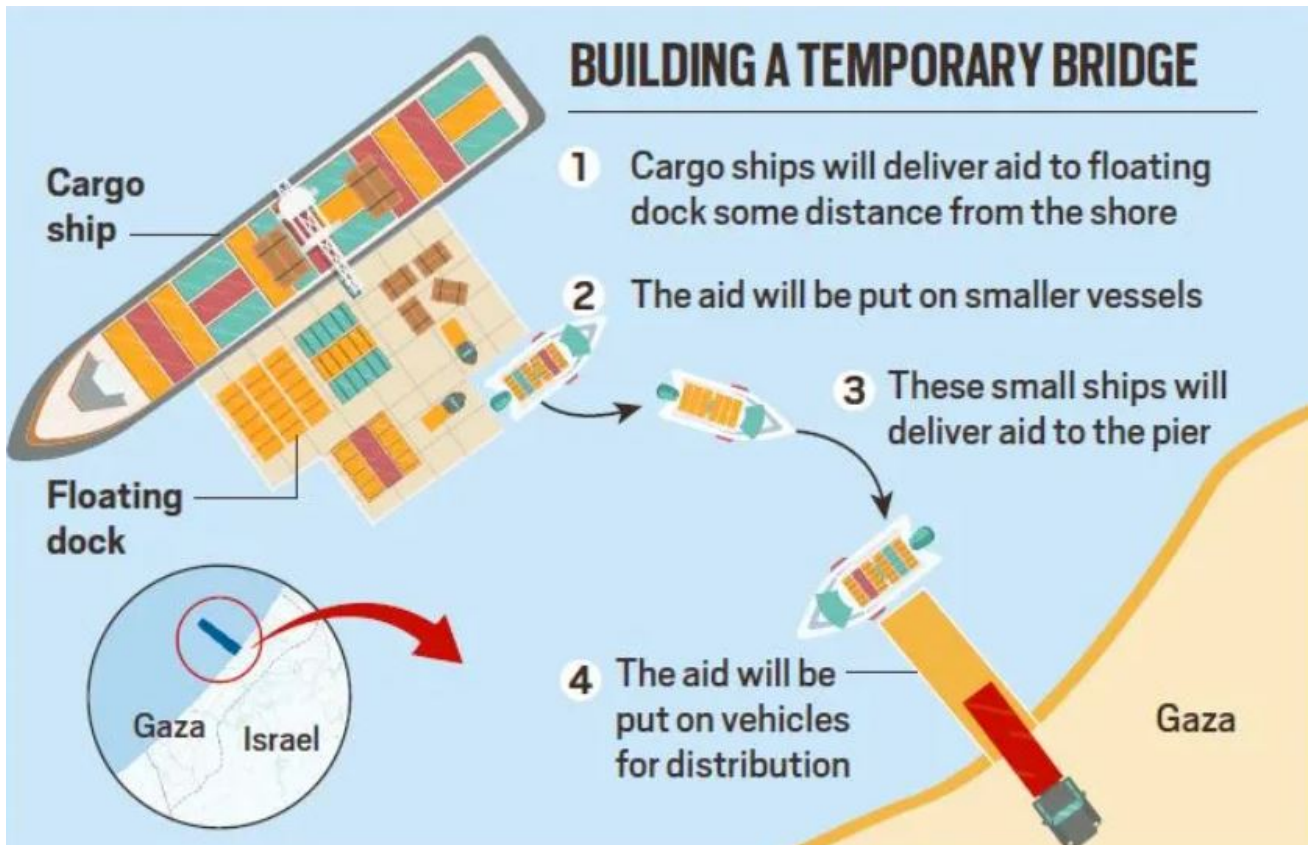 BUILDING A TEMPORARY BRIDGE
Cargo
ship
1 Cargo ships will deliver aid to floating
dock some distance from the shore
2 The aid will be put on smaller vessels
3 These small ships will
deliver aid to the pier
Floating
dock
4 The aid will be
put on vehicles
for distribution
Gaza
Israel
Gaza